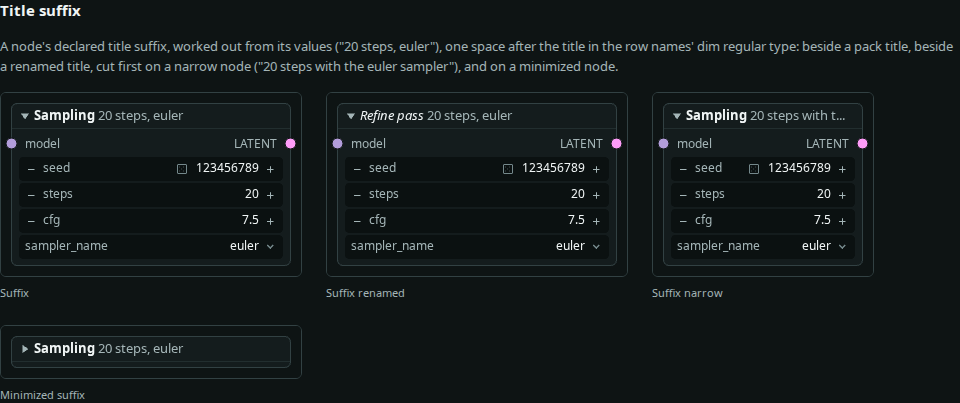 Title suffix
A node's declared title suffix, worked out from its values ("20 steps, euler"), one space after the title in the row names' dim regular type: beside a pack title, beside
a renamed title, cut first on a narrow node ("20 steps with the euler sampler"), and on a minimized node.
Sampling 20 steps, euler
model LATENT
− seed 123456789 +
− steps 20 +
− cfg 7.5 +
sampler_name euler
Suffix
Refine pass 20 steps, euler
model LATENT
− seed 123456789 +
− steps 20 +
− cfg 7.5 +
sampler_name euler
Suffix renamed
Sampling 20 steps with t...
model LATENT
− seed 123456789 +
− steps 20 +
− cfg 7.5 +
sampler_name euler
Suffix narrow
Sampling 20 steps, euler
Minimized suffix